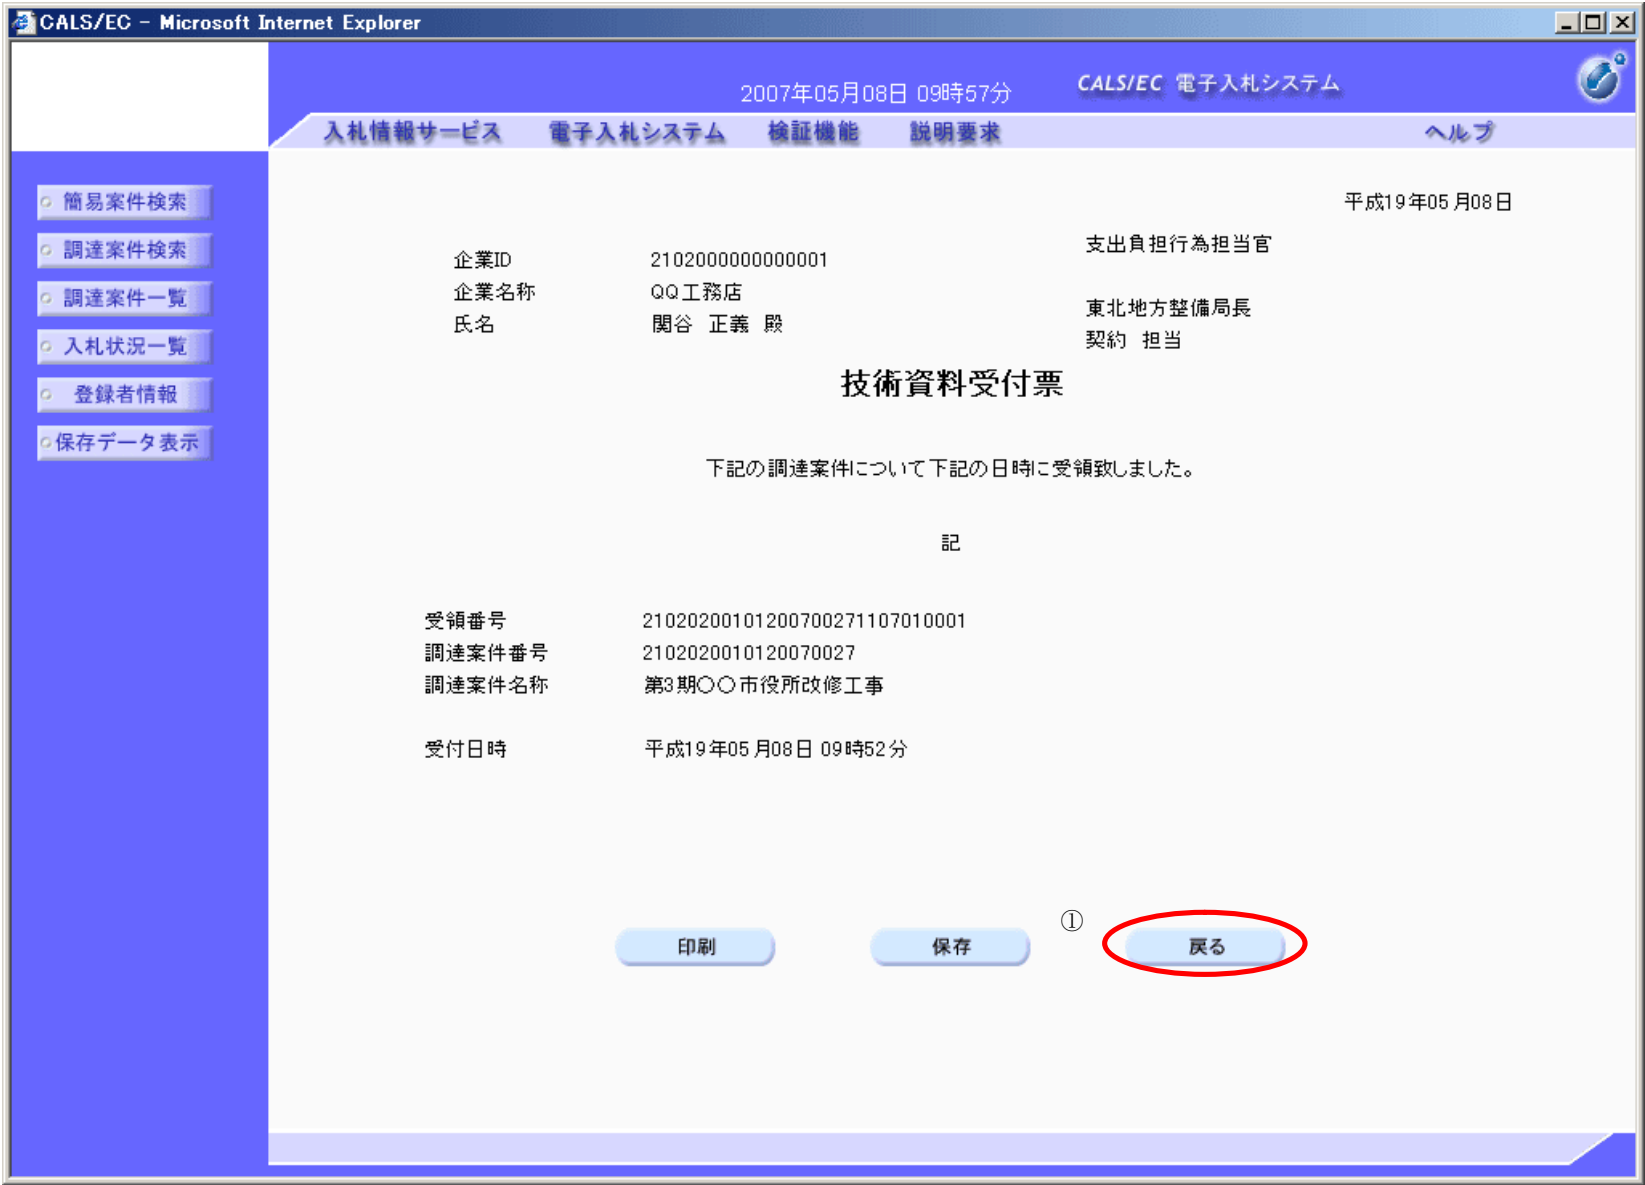 CALS/EC - Microsoft Internet Explorer
2007年05月08日 09時57分
CALS/EC 電子入札システム
入札情報サービス 電子入札システム 検証機能 説明要求 ヘルプ
簡易案件検索
調達案件検索
調達案件一覧
入札状況一覧
登録者情報
保存データ表示
平成19年05月08日
支出負担行為担当官
企業ID 2102000000000001
企業名称 QQ工務店
東北地方整備局長
氏名 関谷 正義 殿
契約 担当
技術資料受付票
下記の調達案件について下記の日時に受領致しました。
記
受領番号 21020200101200700271107010001
調達案件番号 2102020010120070027
調達案件名称 第3期〇〇市役所改修工事
受付日時 平成19年05月08日 09時52分
①
印刷 保存 戻る